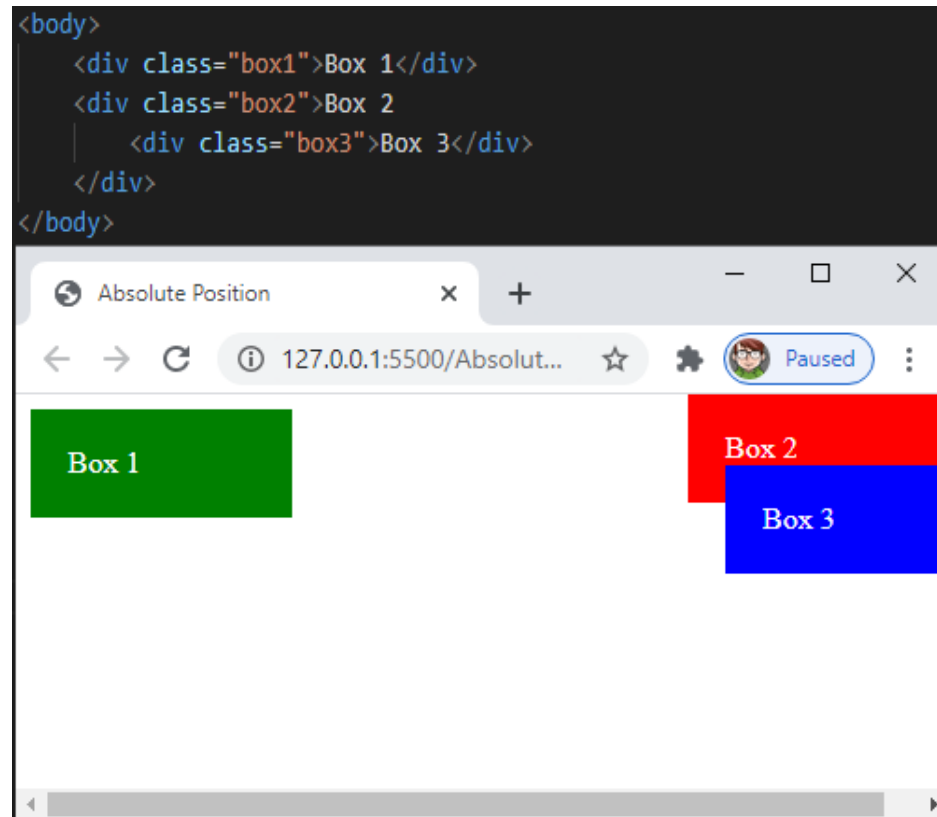 <body>
<div class="box1">Box 1</div>
<div class="box2">Box 2
<div class="box3">Box 3</div>
</div>
</body>
Absolute Position
127.0.0.1:5500/Absolut...
Paused
Box 1
Box 2
Box 3